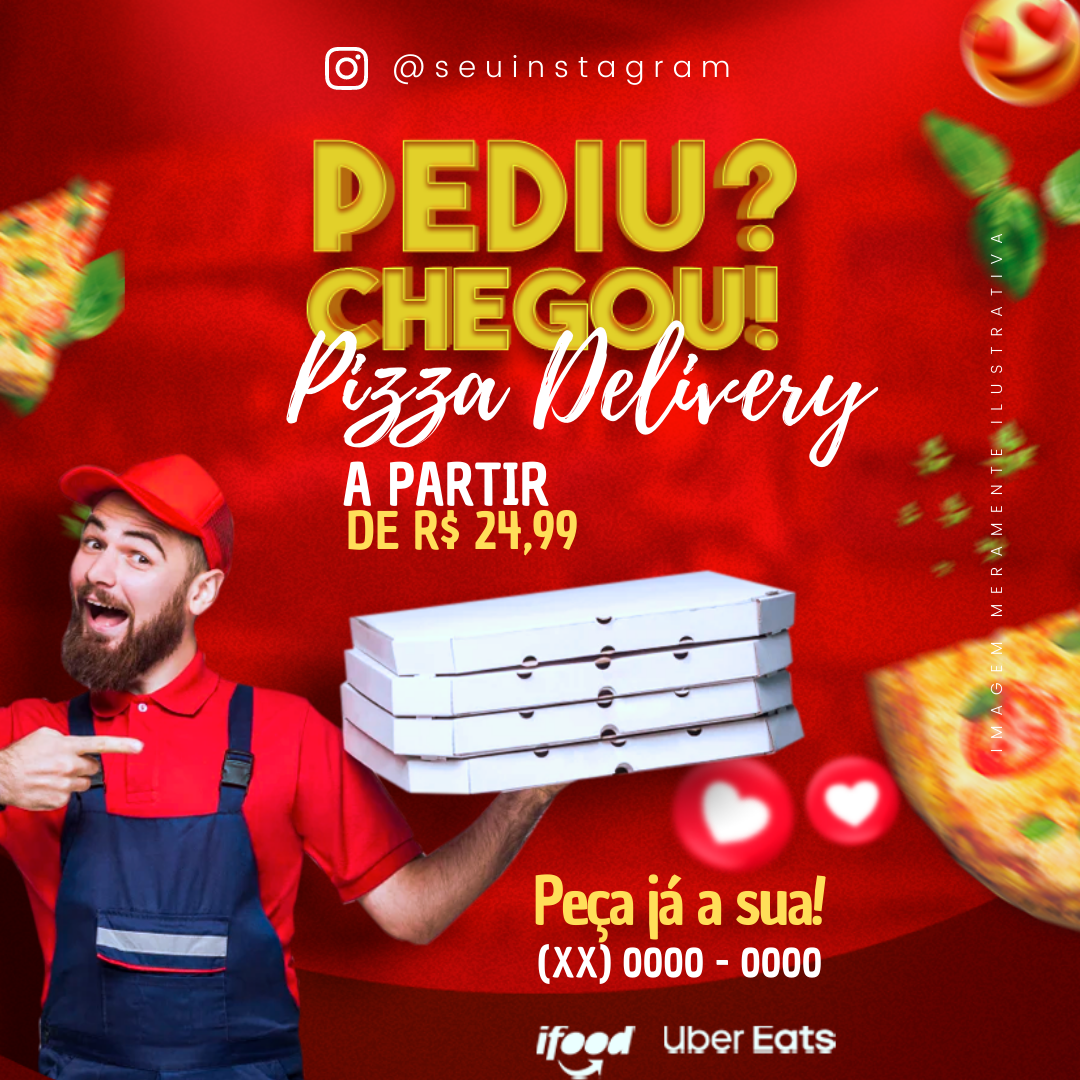 @seuinstagram
PEDIU?
CHEGOU!
Pizza Delivery
A PARTIR
DE R$ 24,99
IMAGEM MERAMENTE ILUSTRATIVA
Peça já a sua!
(XX) 0000 - 0000
ifood Uber Eats